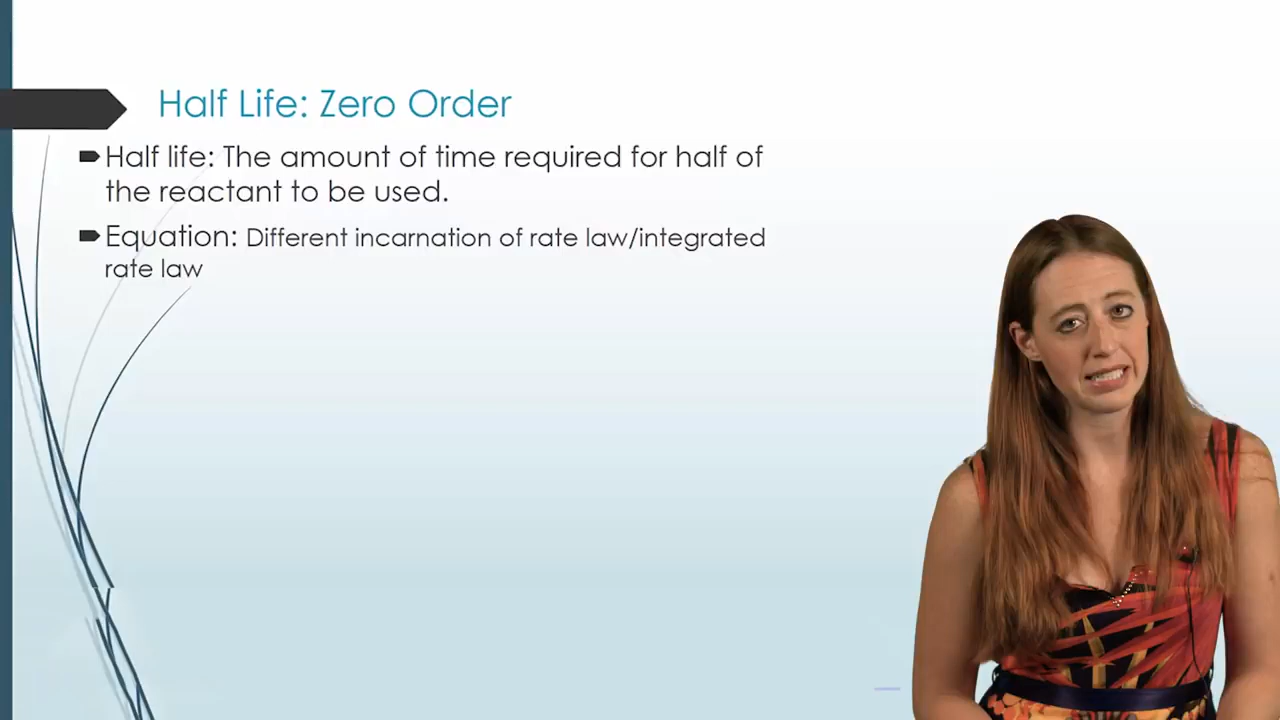 Half Life: Zero Order
Half life: The amount of time required for half of
the reactant to be used.
Equation: Different incarnation of rate law/integrated
rate law